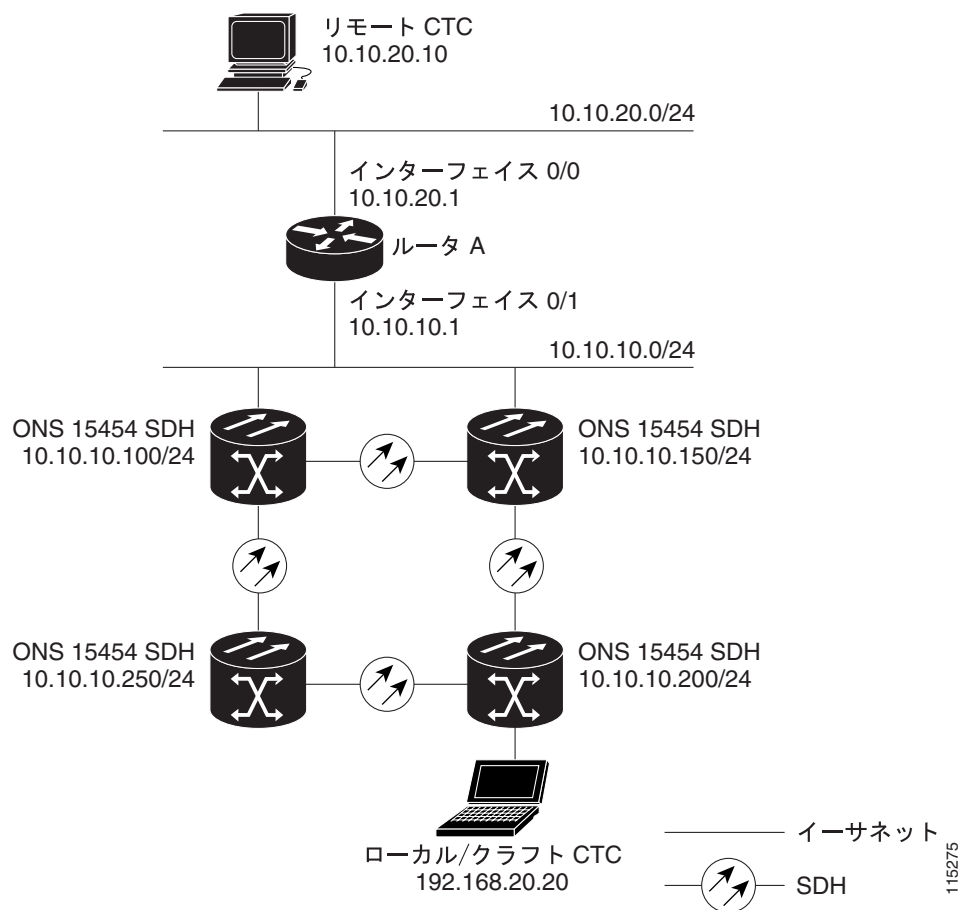 リモート CTC
10.10.20.10
10.10.20.0/24
インターフェイス 0/0
10.10.20.1
ルータ A
インターフェイス 0/1
10.10.10.1
10.10.10.0/24
ONS 15454 SDH
10.10.10.100/24
ONS 15454 SDH
10.10.10.150/24
ONS 15454 SDH
10.10.10.250/24
ONS 15454 SDH
10.10.10.200/24
ローカル/クラフト CTC
192.168.20.20
イーサネット
SDH
115275